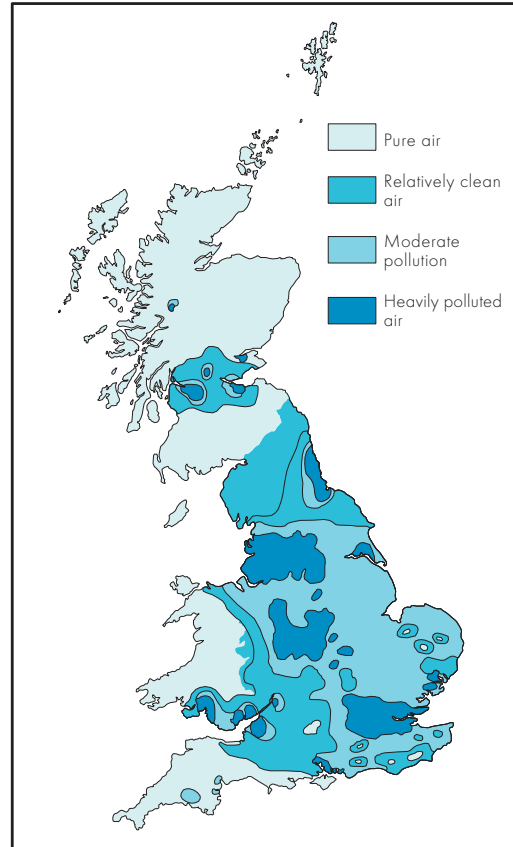 Pure air
Relatively clean
air
Moderate
pollution
Heavily polluted
air